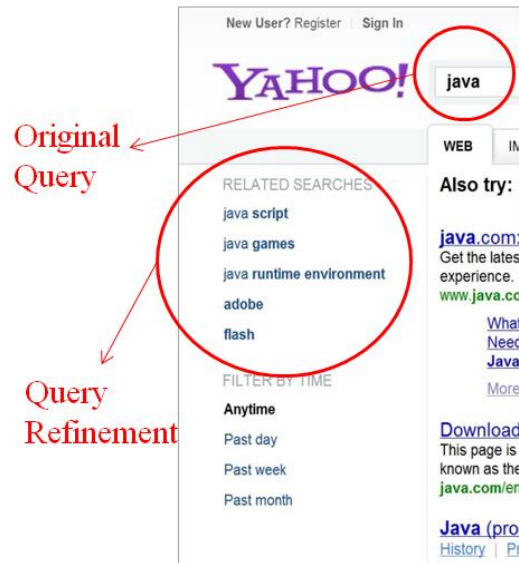 New User? Register | Sign In
YAHOO!
java
Original
Query
WEB
RELATED SEARCHES
Also try:
java script
java games
java.com:
java runtime environment
Get the lates
experience.
adobe
www.java.co
flash
What
Need
Java
FILTER BY TIME
More
Query
Refinement
Anytime
Past day
Download
This page is
Past week
known as the
Past month
java.com/en
Java (pro
History |